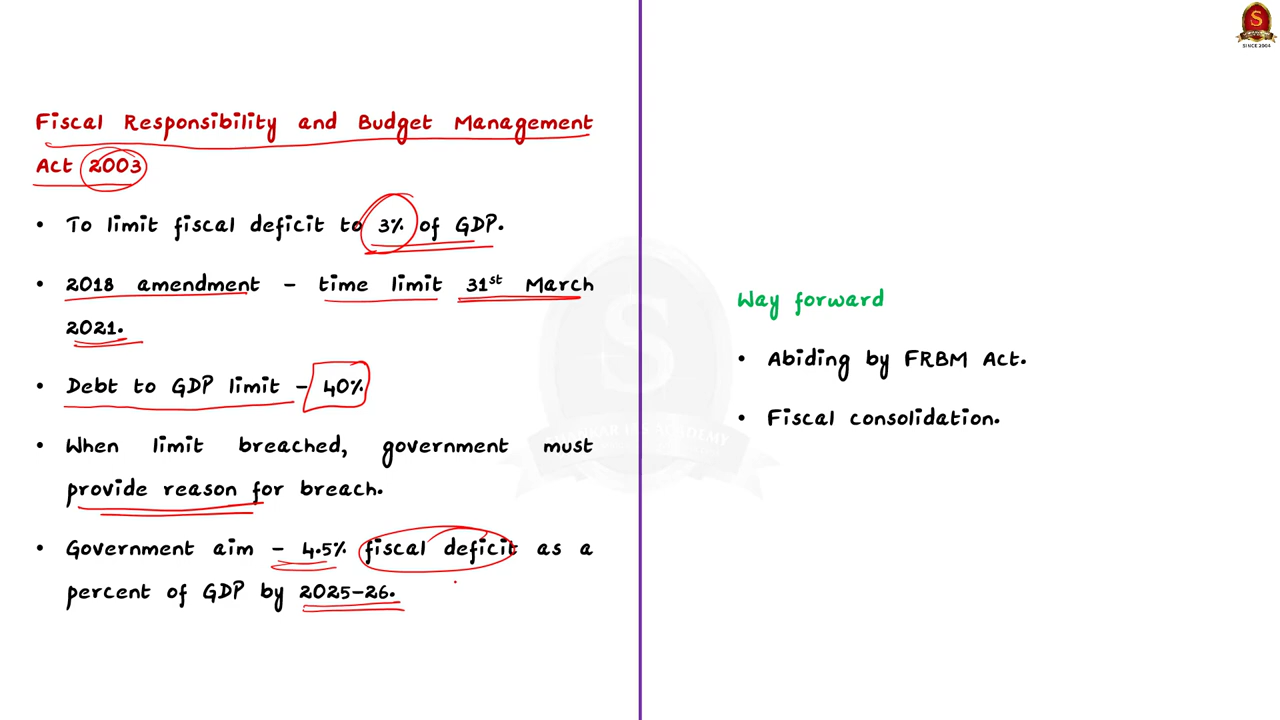 Fiscal Responsibility and Budget Management
Act 2003
• To limit fiscal deficit to 3% of GDP.
• 2018 amendment – time limit 31st March
2021.
• Debt to GDP limit – 40%
• When limit breached, government must
provide reason for breach.
• Government aim – 4.5% fiscal deficit as a
percent of GDP by 2025-26.
Way forward
• Abiding by FRBM Act.
• Fiscal consolidation.
S
SINCE 2004